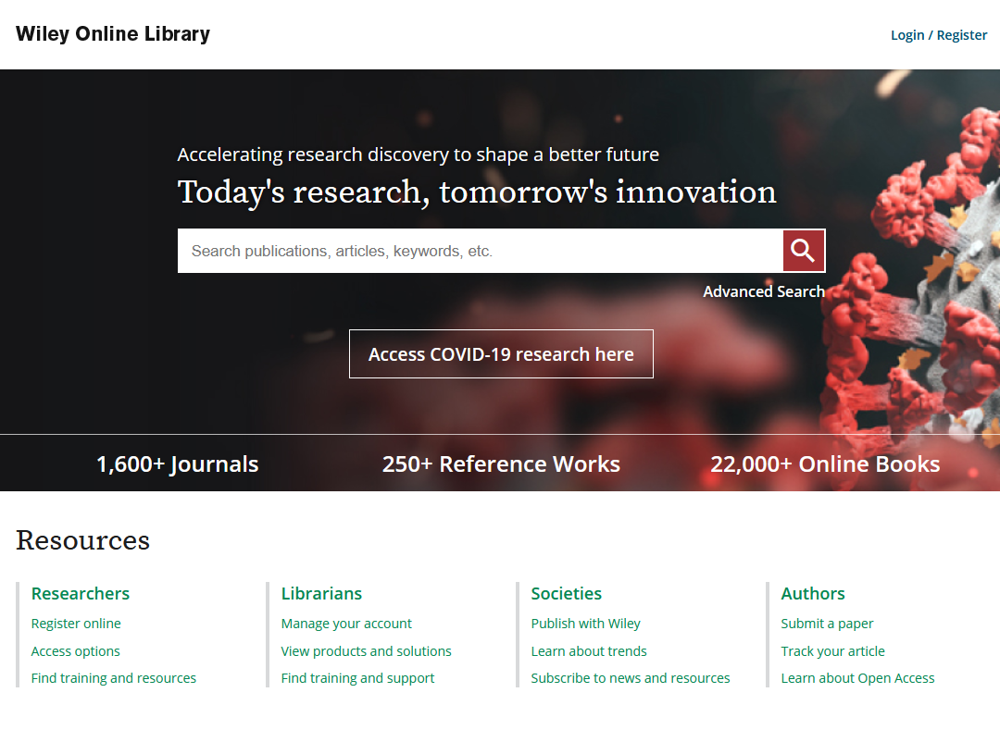 Wiley Online Library
Login / Register
Accelerating research discovery to shape a better future
Today's research, tomorrow's innovation
Search publications, articles, keywords, etc.
Advanced Search
Access COVID-19 research here
1,600+ Journals
250+ Reference Works
22,000+ Online Books
Resources
Researchers
Register online
Access options
Find training and resources
Librarians
Manage your account
View products and solutions
Find training and support
Societies
Publish with Wiley
Learn about trends
Subscribe to news and resources
Authors
Submit a paper
Track your article
Learn about Open Access